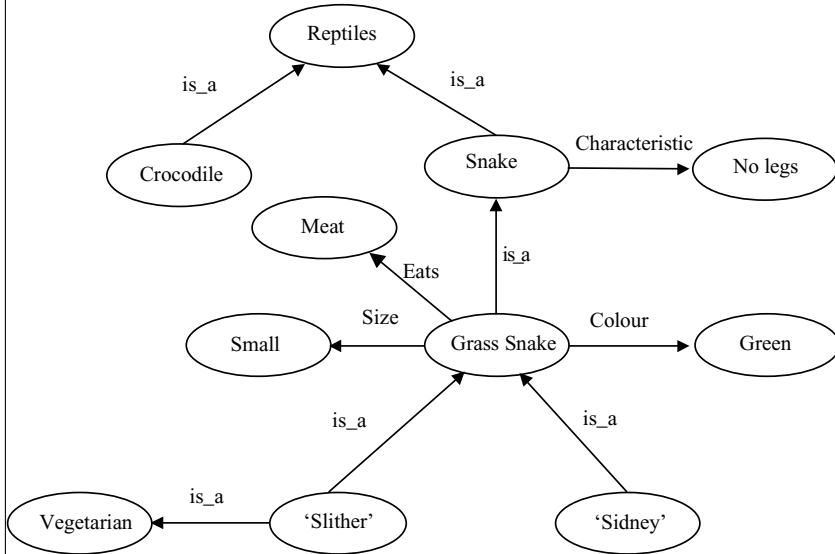 Reptiles
is_a
is_a
Crocodile
Snake
Characteristic
No legs
Meat
Eats
is_a
Small
Size
Grass Snake
Colour
Green
is_a
is_a
Vegetarian
is_a
‘Slither’
‘Sidney’